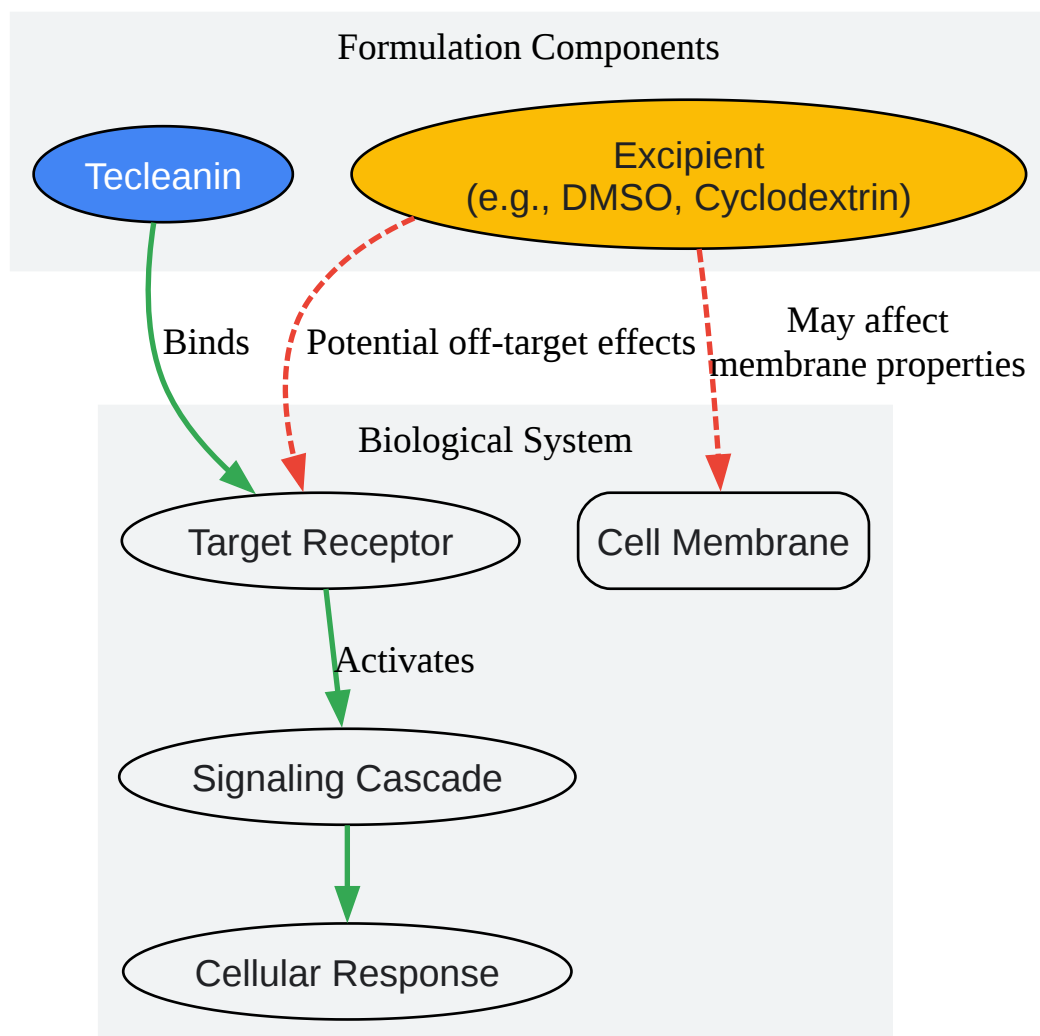 Formulation Components
Tecleanin
Excipient
(e.g., DMSO, Cyclodextrin)
Binds
Potential off-target effects
May affect
membrane properties
Biological System
Target Receptor
Cell Membrane
Activates
Signaling Cascade
Cellular Response